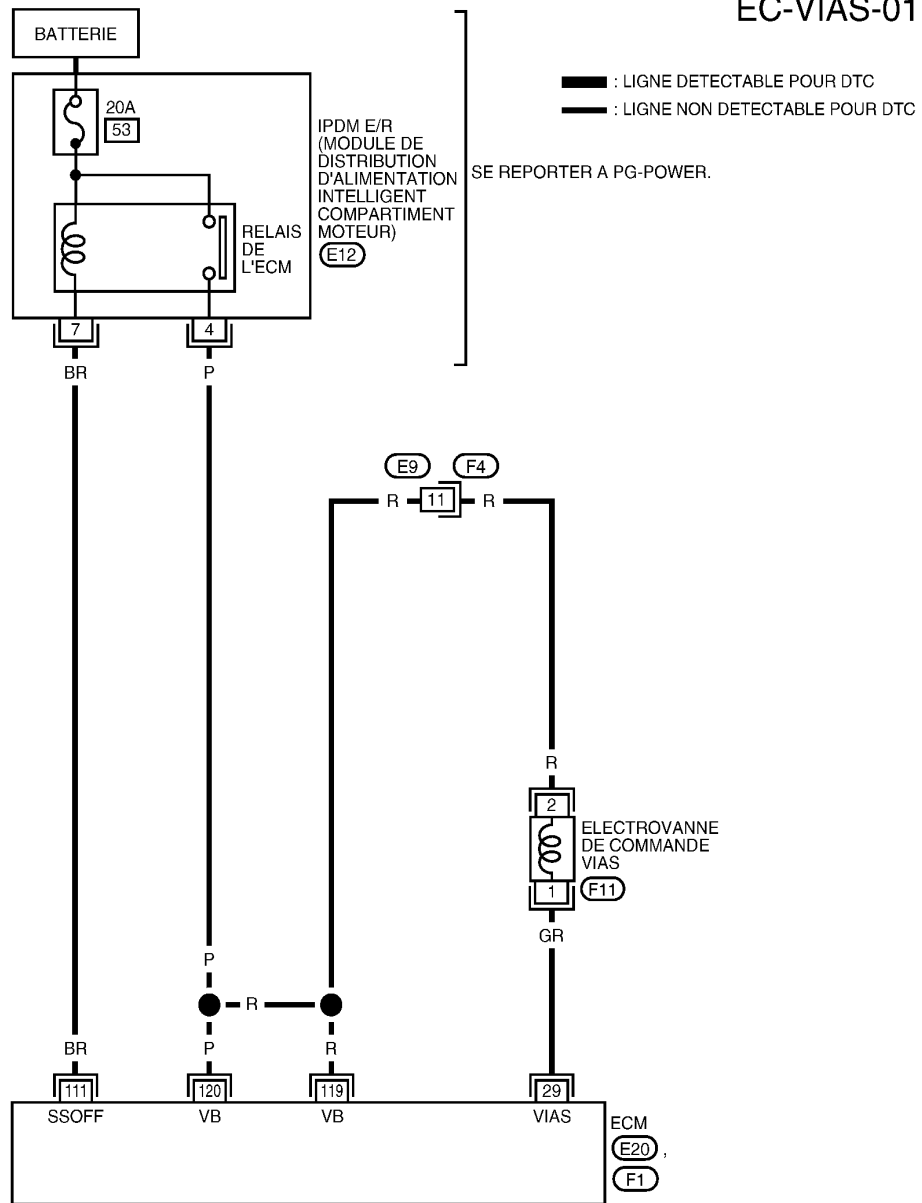 EC-VIAS-01
BATTERIE
: LIGNE DETECTABLE POUR DTC
: LIGNE NON DETECTABLE POUR DTC
20A
53
IPDM E/R
(MODULE DE
DISTRIBUTION
D'ALIMENTATION
INTELLIGENT
COMPARTIMENT
MOTEUR)
E12
SE REPORTER A PG-POWER.
RELAIS
DE
L'ECM
7
4
BR
P
E9
F4
R
11
R
R
2
ELECTROVANNE
DE COMMANDE
VIAS
1
F11
GR
P
R
BR
P
R
111
120
119
29
SSOFF
VB
VB
VIAS
ECM
E20 ,
F1